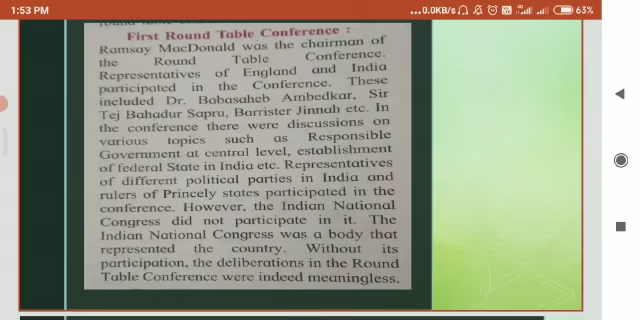 1:53 PM
...0.0KB/s
63%
First Round Table Conference :
Ramsay MacDonald was the chairman of
the Round Table Conference.
Representatives of England and India
participated in the Conference. These
included Dr. Babasaheb Ambedkar, Sir
Tej Bahadur Sapru, Barrister Jinnah etc. In
the conference there were discussions on
various topics such as Responsible
Government at central level, establishment
of federal State in India etc. Representatives
of different political parties in India and
rulers of Princely states participated in the
conference. However, the Indian National
Congress did not participate in it. The
Indian National Congress was a body that
represented the country. Without its
participation, the deliberations in the Round
Table Conference were indeed meaningless.